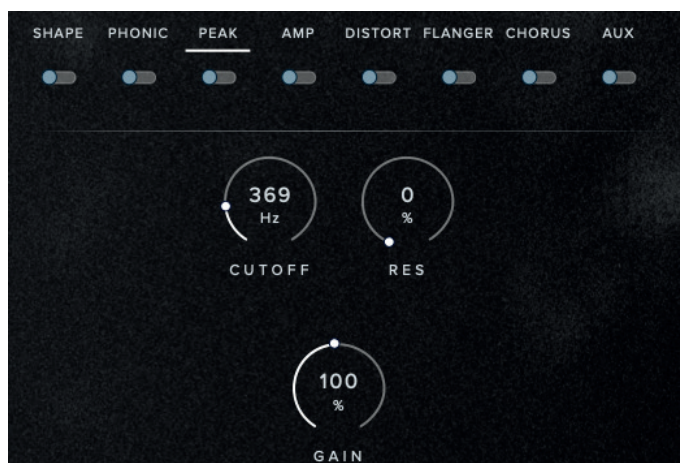 SHAPE PHONIC PEAK AMP DISTORT FLANGER CHORUS AUX
369 0
Hz %
CUTOFF RES
100
%
GAIN